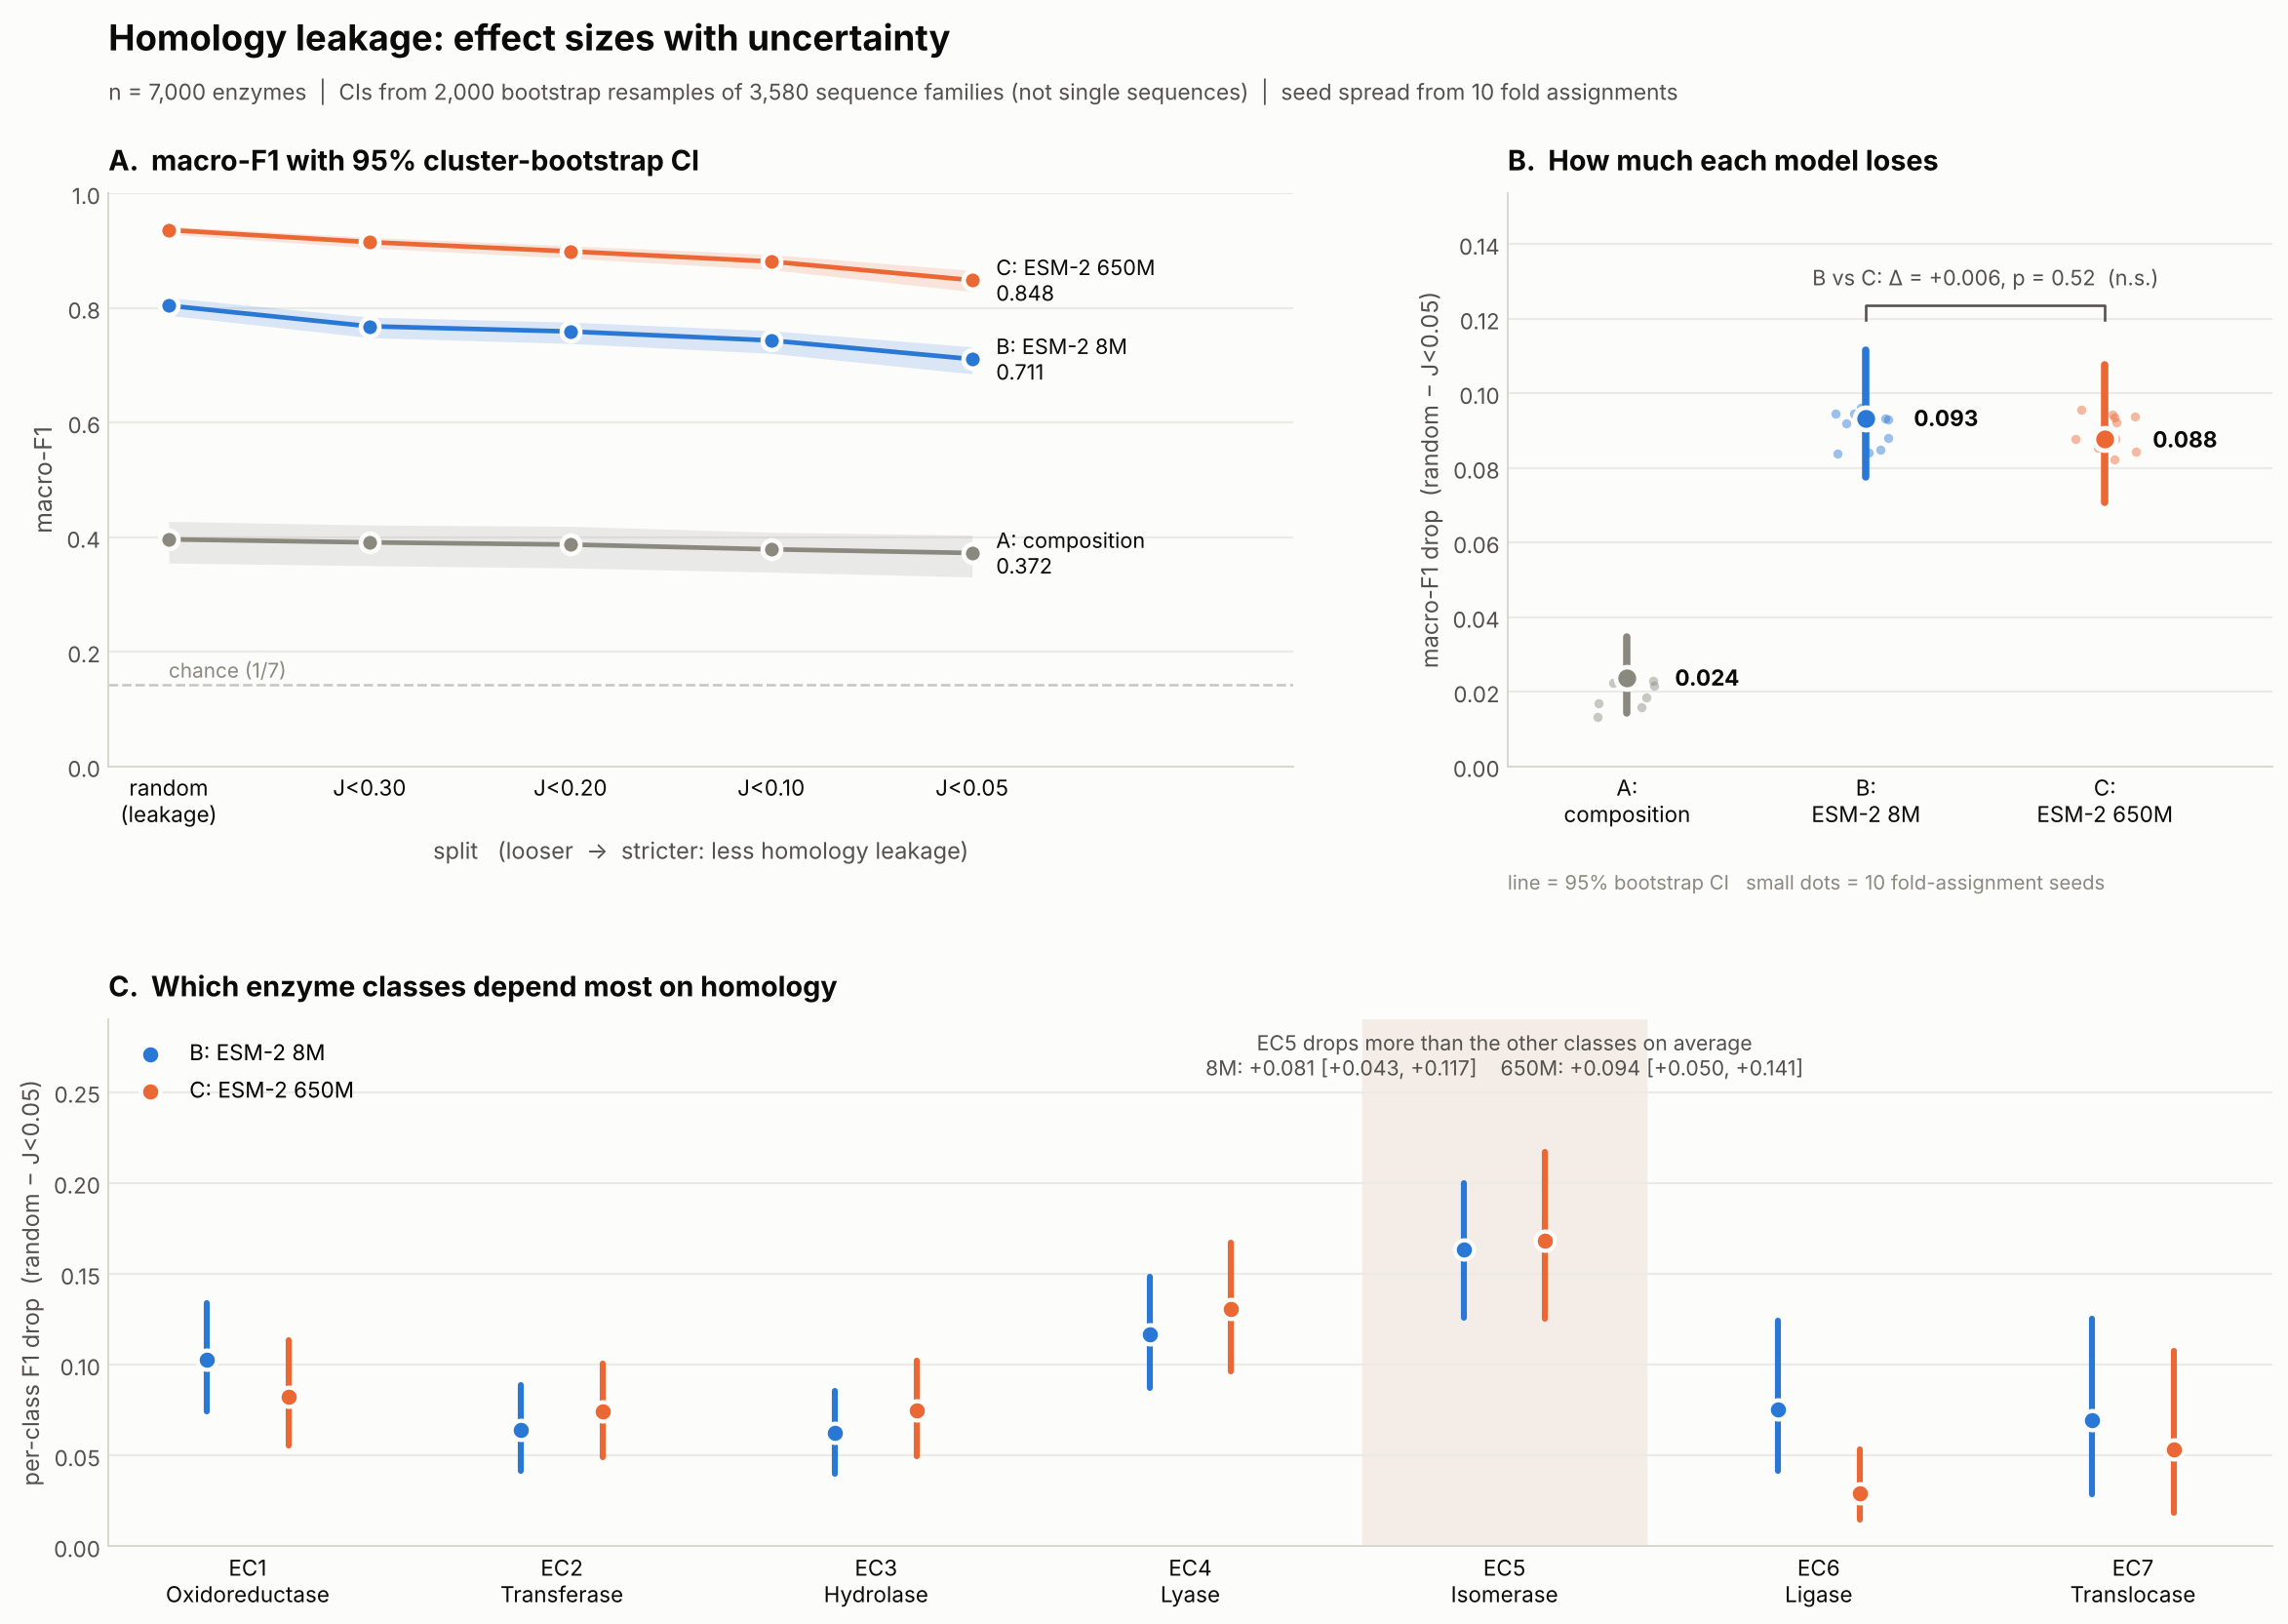 Homology leakage: effect sizes with uncertainty
n = 7,000 enzymes | CIs from 2,000 bootstrap resamples of 3,580 sequence families (not single sequences) | seed spread from 10 fold assignments
A. macro-F1 with 95% cluster-bootstrap CI
macro-F1
1.0
0.8
0.6
0.4
0.2
0.0
C: ESM-2 650M
0.848
B: ESM-2 8M
0.711
A: composition
0.372
chance (1/7)
random
(leakage)
J<0.30
J<0.20
J<0.10
J<0.05
split (looser → stricter: less homology leakage)
B. How much each model loses
macro-F1 drop (random − J<0.05)
0.14
0.12
0.10
0.08
0.06
0.04
0.02
0.00
B vs C: Δ = +0.006, p = 0.52 (n.s.)
0.093
0.088
0.024
A:
composition
B:
ESM-2 8M
C:
ESM-2 650M
line = 95% bootstrap CI small dots = 10 fold-assignment seeds
C. Which enzyme classes depend most on homology
per-class F1 drop (random − J<0.05)
B: ESM-2 8M
C: ESM-2 650M
EC5 drops more than the other classes on average
8M: +0.081 [+0.043, +0.117] 650M: +0.094 [+0.050, +0.141]
0.25
0.20
0.15
0.10
0.05
0.00
EC1
Oxidoreductase
EC2
Transferase
EC3
Hydrolase
EC4
Lyase
EC5
Isomerase
EC6
Ligase
EC7
Translocase